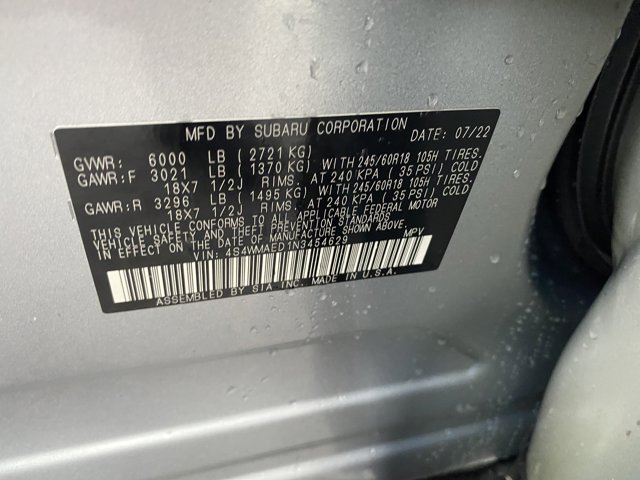 MFD BY SUBARU CORPORATION DATE: 07/22
GVWR: 6000 LB (2721 KG)
GAWR:F 3021 LB (1370 KG) WITH 245/60R18 105H TIRES.
18X7 1/2J RIMS. AT 240 KPA ( 35 PSI) COLD
GAWR:R 3296 LB (1495 KG) WITH 245/60R18 105H TIRES.
18X7 1/2J RIMS. AT 240 KPA ( 35 PSI) COLD
THIS VEHICLE CONFORMS TO ALL APPLICABLE FEDERAL MOTOR
VEHICLE SAFETY AND THEFT PREVENTION STANDARDS
IN EFFECT ON THE DATE OF MANUFACTURE SHOWN ABOVE.
VIN: 4S4WMAED1N3454629 MPV
ASSEMBLED BY SIA INC. MADE IN U.S.A.